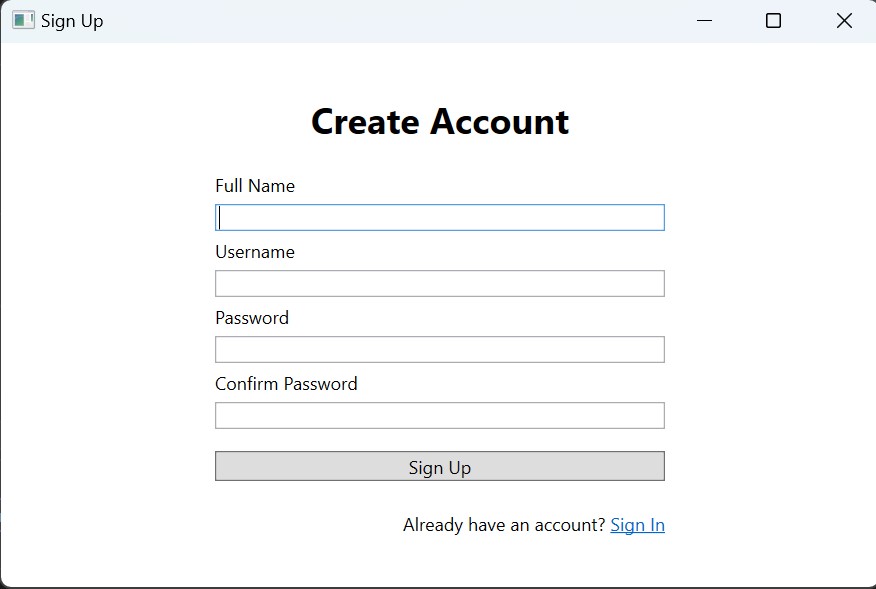 Sign Up
Create Account
Full Name
Username
Password
Confirm Password
Sign Up
Already have an account? Sign In